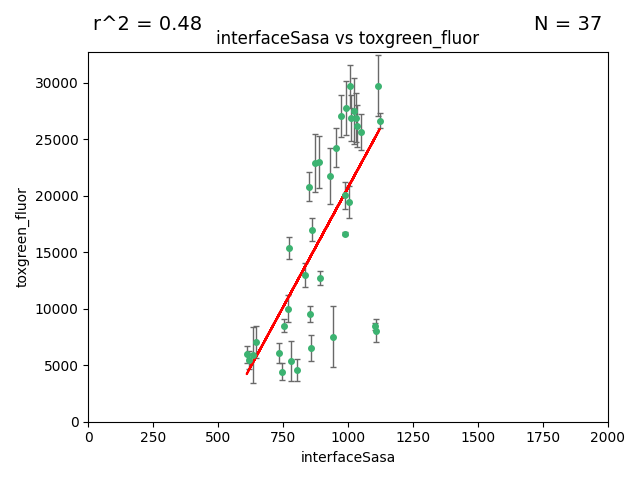 r^2 = 0.48
N = 37
interfaceSasa vs toxgreen_fluor
30000
25000
20000
15000
10000
5000
0
toxgreen_fluor
0 250 500 750 1000 1250 1500 1750 2000
interfaceSasa